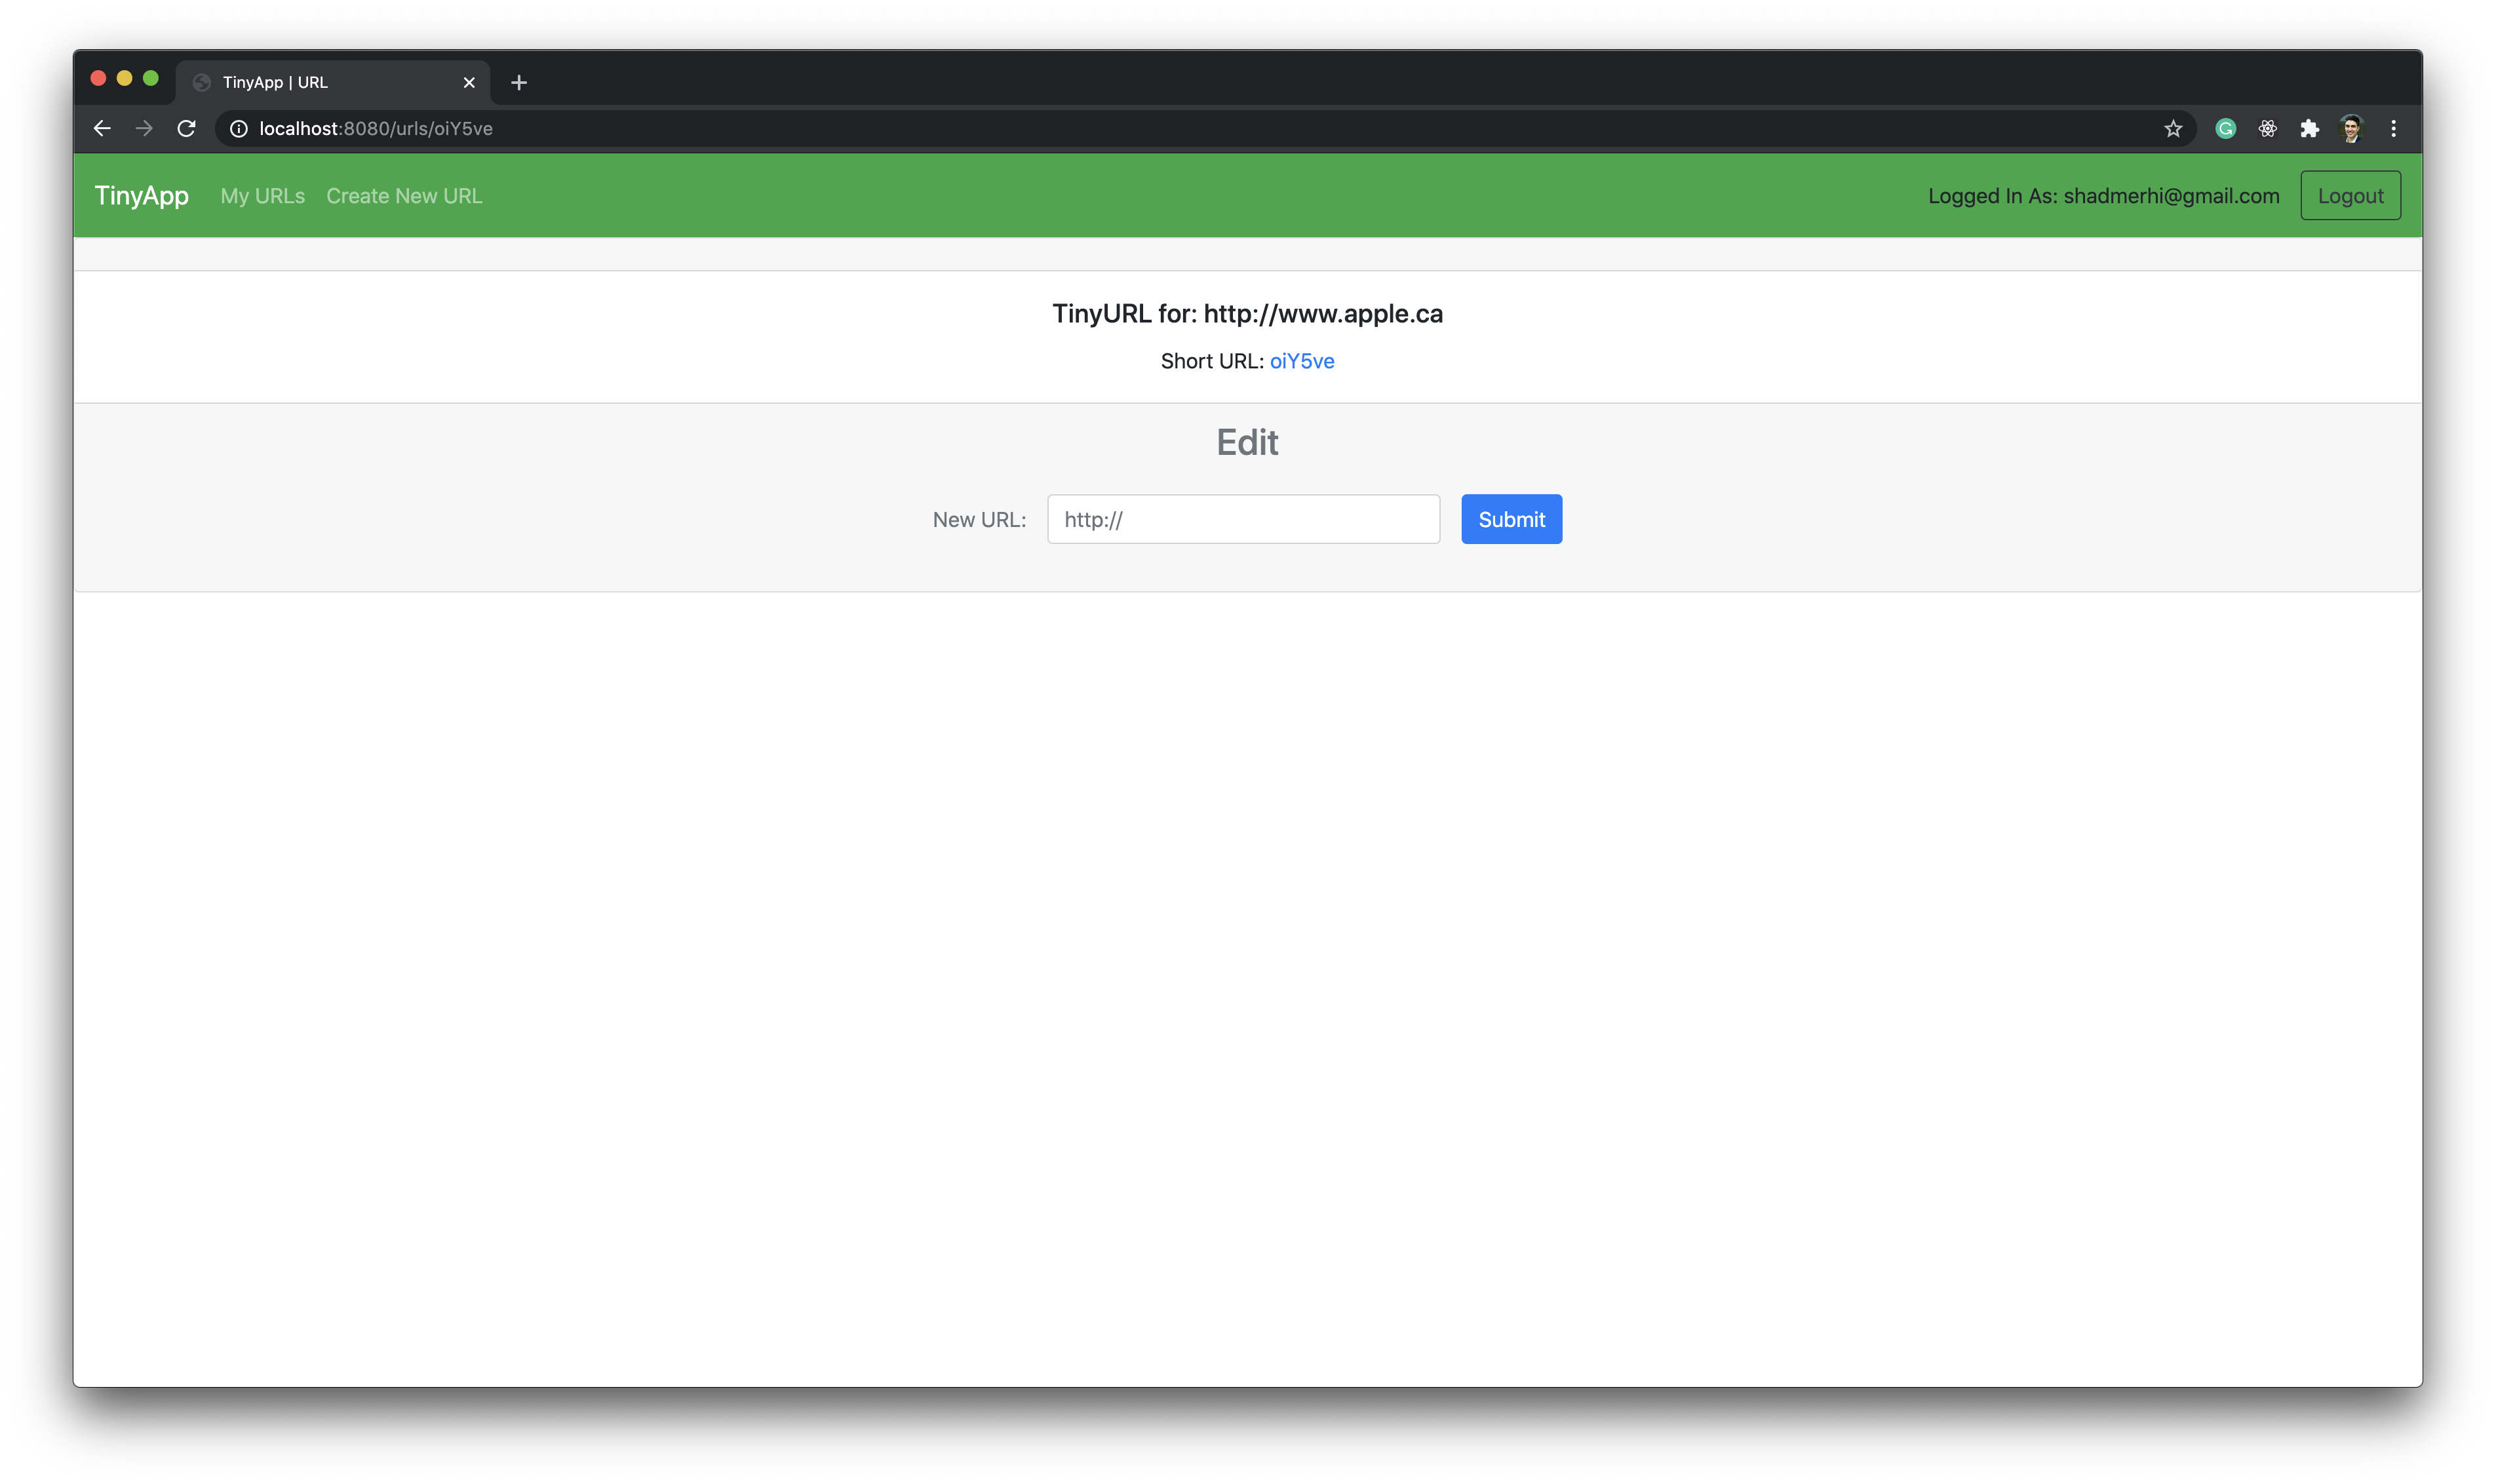 TinyApp | URL
localhost:8080/urls/oiY5ve
TinyApp My URLs Create New URL Logged In As: shadmerhi@gmail.com Logout
TinyURL for: http://www.apple.ca
Short URL: oiY5ve
Edit
New URL: http:// Submit